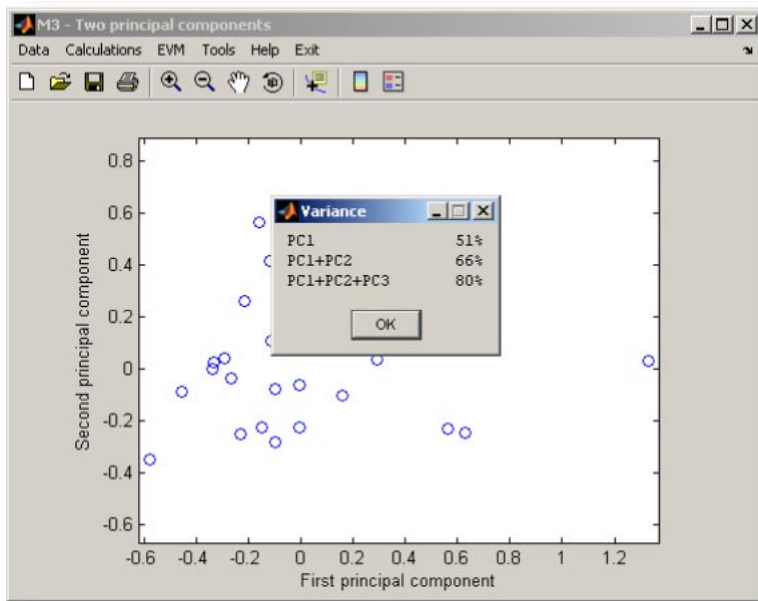 M3 - Two principal components
Data Calculations EVM Tools Help Exit
0.8
0.6
0.4
0.2
0
-0.2
-0.4
-0.6
Second principal component
Variance
PC1 51%
PC1+PC2 66%
PC1+PC2+PC3 80%
OK
-0.6 -0.4 -0.2 0 0.2 0.4 0.6 0.8 1 1.2
First principal component